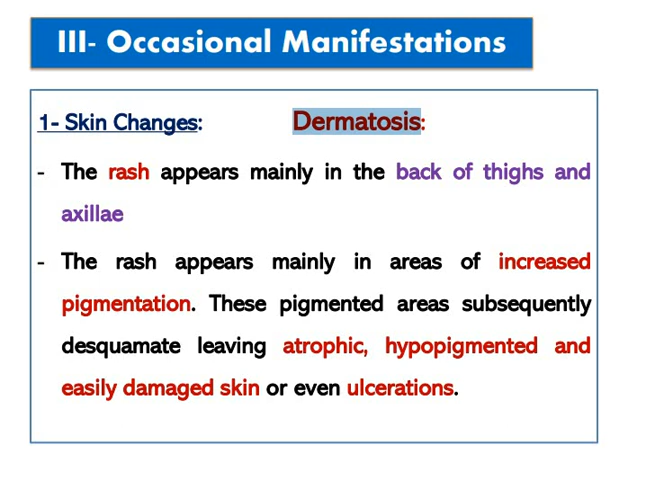 III- Occasional Manifestations
1- Skin Changes: Dermatosis:
- The rash appears mainly in the back of thighs and
axillae
- The rash appears mainly in areas of increased
pigmentation. These pigmented areas subsequently
desquamate leaving atrophic, hypopigmented and
easily damaged skin or even ulcerations.